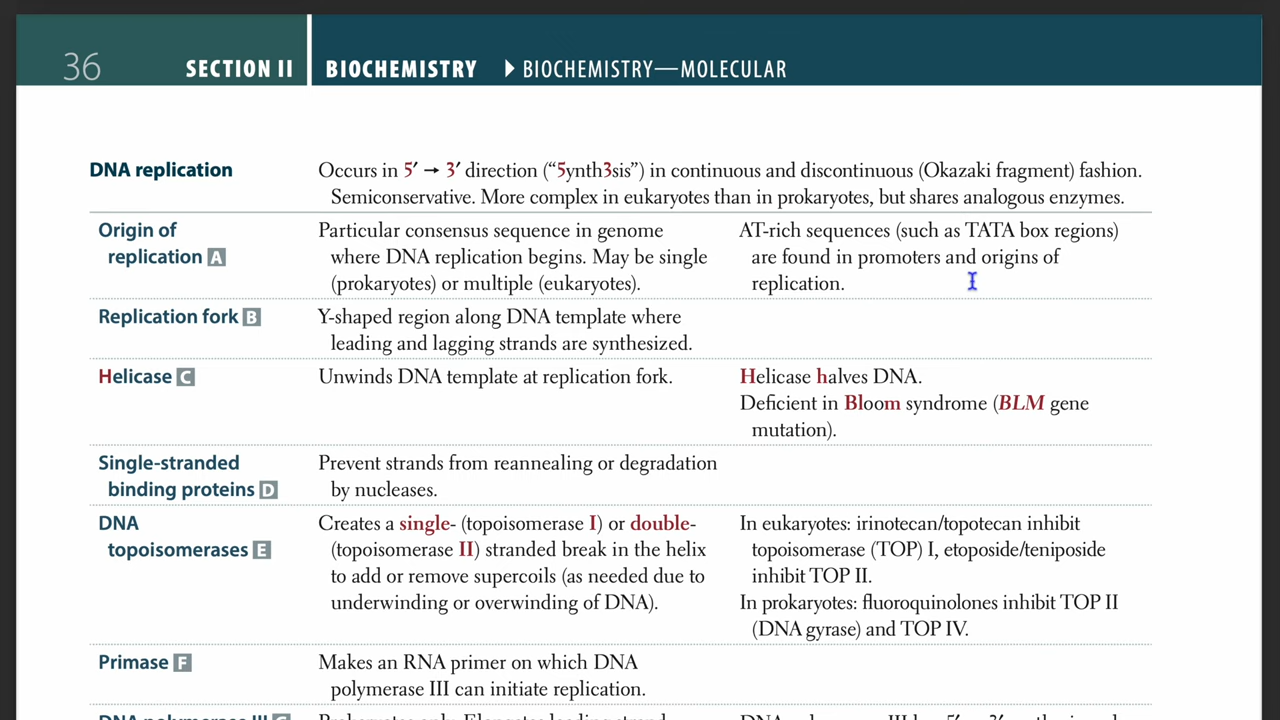 36 SECTION II BIOCHEMISTRY ▶ BIOCHEMISTRY—MOLECULAR
DNA replication
Occurs in 5′ → 3′ direction (“5ynth3sis”) in continuous and discontinuous (Okazaki fragment) fashion.
Semiconservative. More complex in eukaryotes than in prokaryotes, but shares analogous enzymes.
Origin of
replication A
Particular consensus sequence in genome
where DNA replication begins. May be single
(prokaryotes) or multiple (eukaryotes).
AT-rich sequences (such as TATA box regions)
are found in promoters and origins of
replication.
Replication fork B
Y-shaped region along DNA template where
leading and lagging strands are synthesized.
Helicase C
Unwinds DNA template at replication fork.
Helicase halves DNA.
Deficient in Bloom syndrome (BLM gene
mutation).
Single-stranded
binding proteins D
Prevent strands from reannealing or degradation
by nucleases.
DNA
topoisomerases E
Creates a single- (topoisomerase I) or double-
(topoisomerase II) stranded break in the helix
to add or remove supercoils (as needed due to
underwinding or overwinding of DNA).
In eukaryotes: irinotecan/topotecan inhibit
topoisomerase (TOP) I, etoposide/teniposide
inhibit TOP II.
In prokaryotes: fluoroquinolones inhibit TOP II
(DNA gyrase) and TOP IV.
Primase F
Makes an RNA primer on which DNA
polymerase III can initiate replication.
DNA polymerase III G
Prokaryotes only. Elongates leading strand